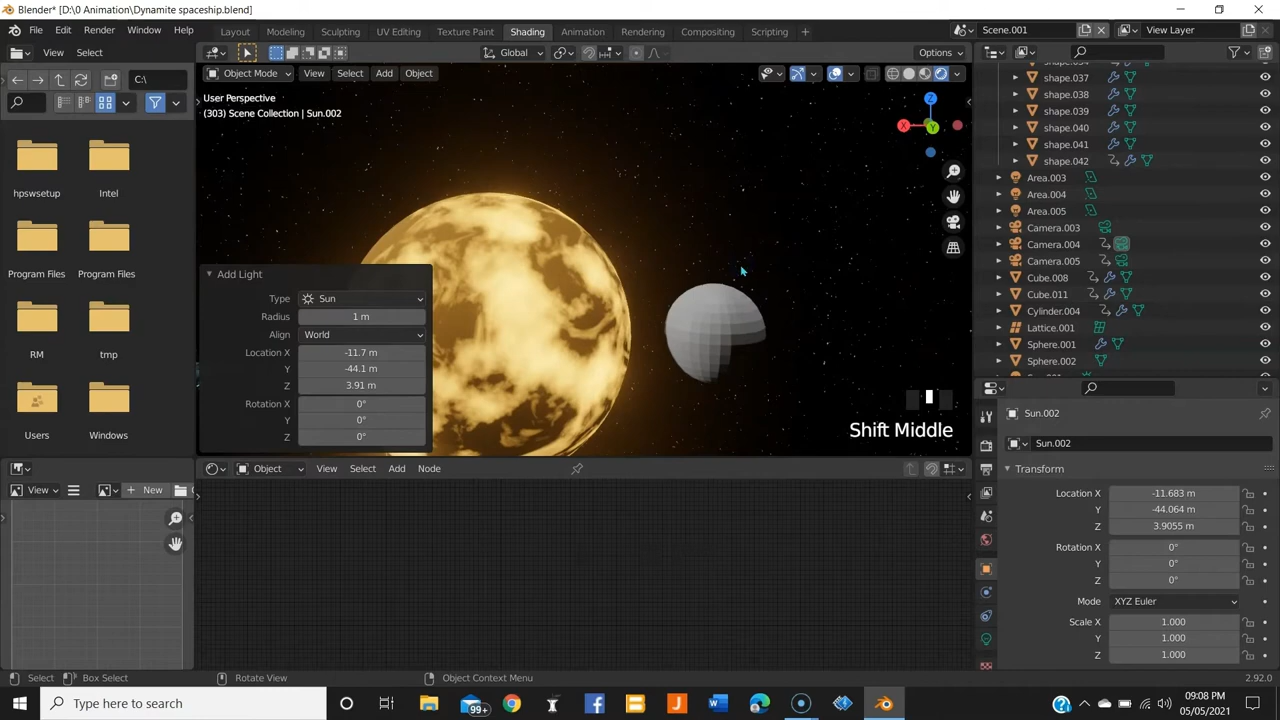 Blender* [D:\0 Animation\Dynamite spaceship.blend]
File Edit Render Window Help Layout Modeling Sculpting UV Editing Texture Paint Shading Animation Rendering Compositing Scripting + Scene.001 View Layer
View Select Global Options
C:\ Object Mode View Select Add Object
User Perspective
(303) Scene Collection | Sun.002
Z
X
Y
shape.037
shape.038
shape.039
shape.040
shape.041
shape.042
Area.003
Area.004
Area.005
Camera.003
Camera.004
Camera.005
Cube.008
Cube.011
Cylinder.004
Lattice.001
Sphere.001
Sphere.002
hpswsetup Intel
Program Files Program Files
RM tmp
Users Windows
Add Light
Type Sun
Radius 1 m
Align World
Location X -11.7 m
Y -44.1 m
Z 3.91 m
Rotation X 0°
Y 0°
Z 0°
Shift Middle
Sun.002
Sun.002
Transform
Location X -11.683 m
Y -44.064 m
Z 3.9055 m
Rotation X 0°
Y 0°
Z 0°
Mode XYZ Euler
Scale X 1.000
Y 1.000
Z 1.000
View + New Object View Select Add Node
Select Box Select Rotate View Object Context Menu 2.92.0
Type here to search 99+ 09:08 PM
05/05/2021